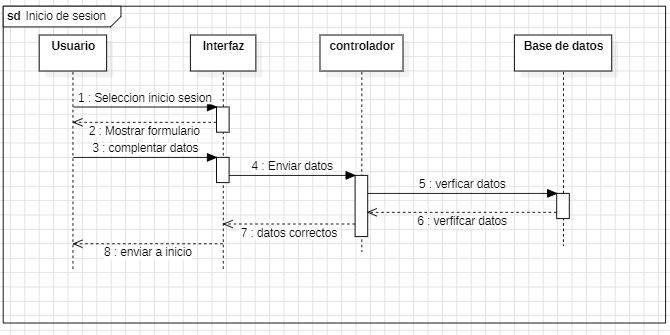 sd Inicio de sesion
Usuario
Interfaz
controlador
Base de datos
1 : Seleccion inicio sesion
2 : Mostrar formulario
3 : complentar datos
4 : Enviar datos
5 : verficar datos
6 : verfifcar datos
7 : datos correctos
8 : enviar a inicio